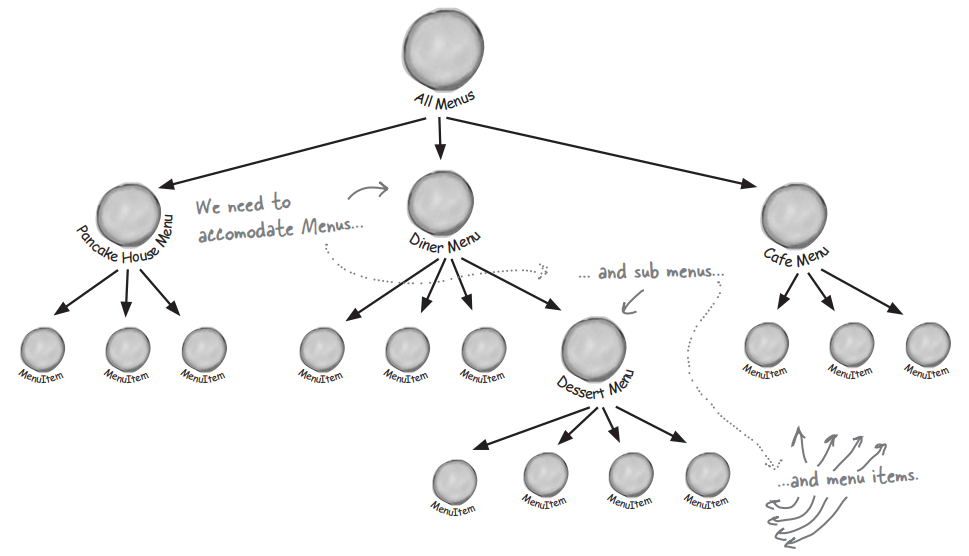 All Menus
We need to
accomodate Menus...
Pancake House Menu
Diner Menu
Cafe Menu
... and sub menus...
MenuItem
MenuItem
MenuItem
MenuItem
MenuItem
MenuItem
Dessert Menu
MenuItem
MenuItem
MenuItem
MenuItem
MenuItem
MenuItem
MenuItem
...and menu items.